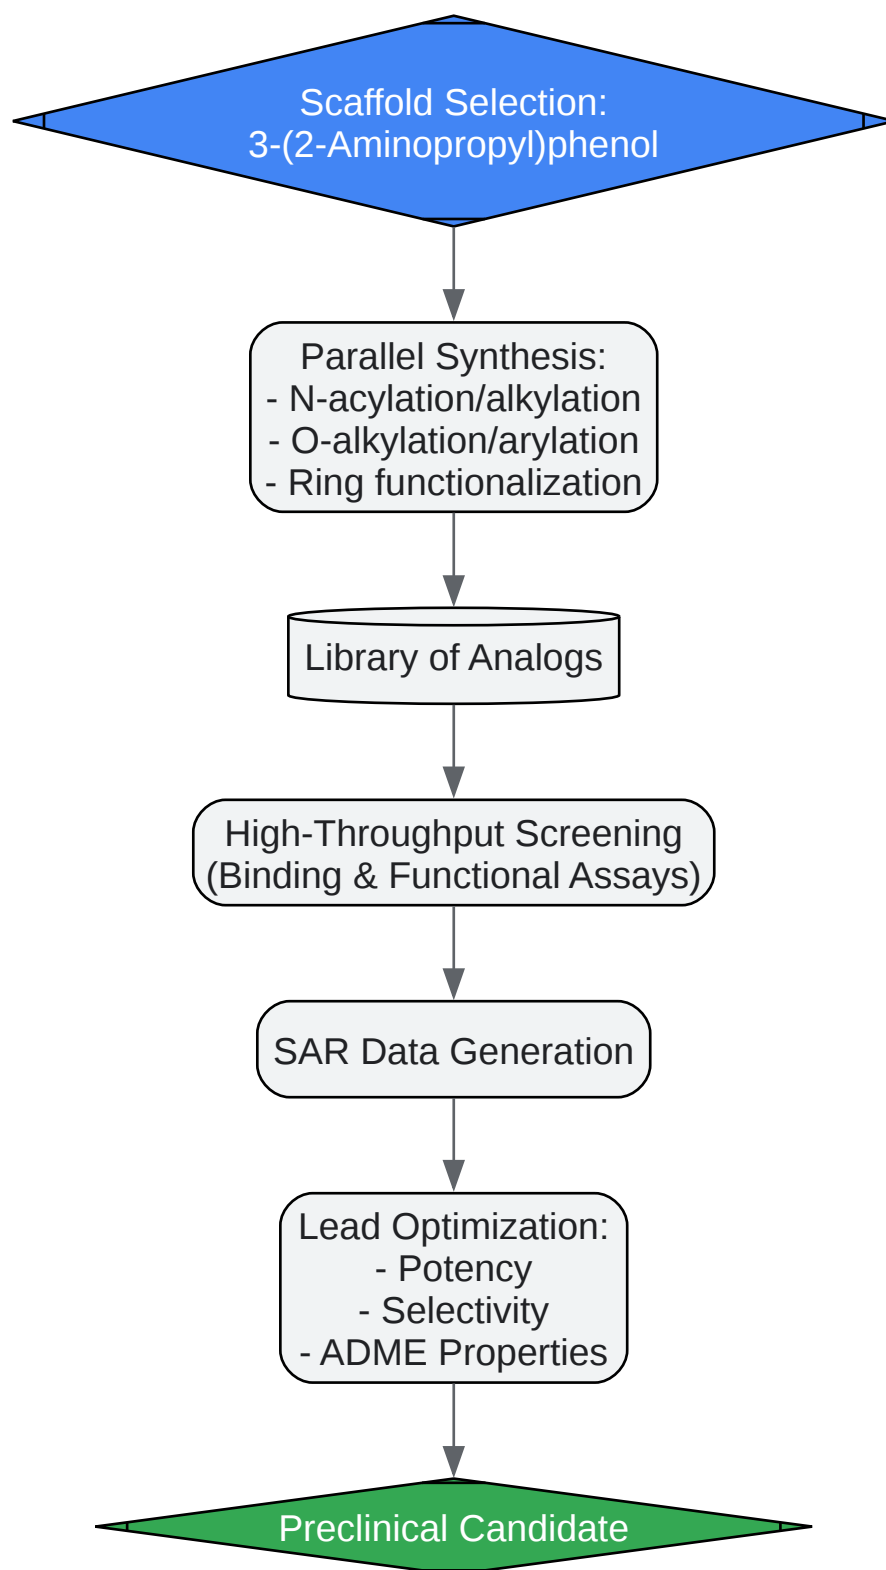 Scaffold Selection:
3-(2-Aminopropyl)phenol
Parallel Synthesis:
- N-acylation/alkylation
- O-alkylation/arylation
- Ring functionalization
Library of Analogs
High-Throughput Screening
(Binding & Functional Assays)
SAR Data Generation
Lead Optimization:
- Potency
- Selectivity
- ADME Properties
Preclinical Candidate